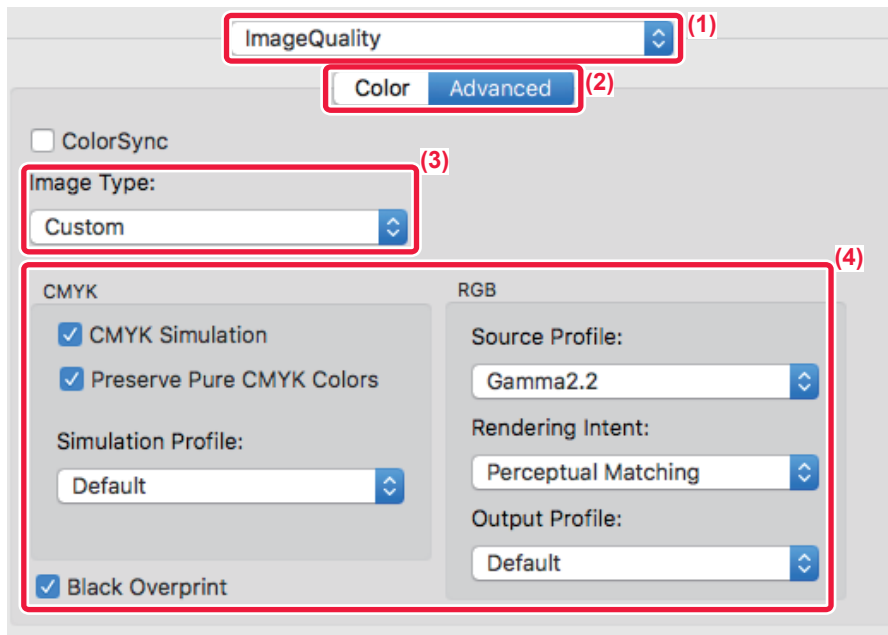 ImageQuality
(1)
Color Advanced
(2)
ColorSync
(3)
Image Type:
Custom
(4)
CMYK
CMYK Simulation
Preserve Pure CMYK Colors
Simulation Profile:
Default
Black Overprint
RGB
Source Profile:
Gamma2.2
Rendering Intent:
Perceptual Matching
Output Profile:
Default